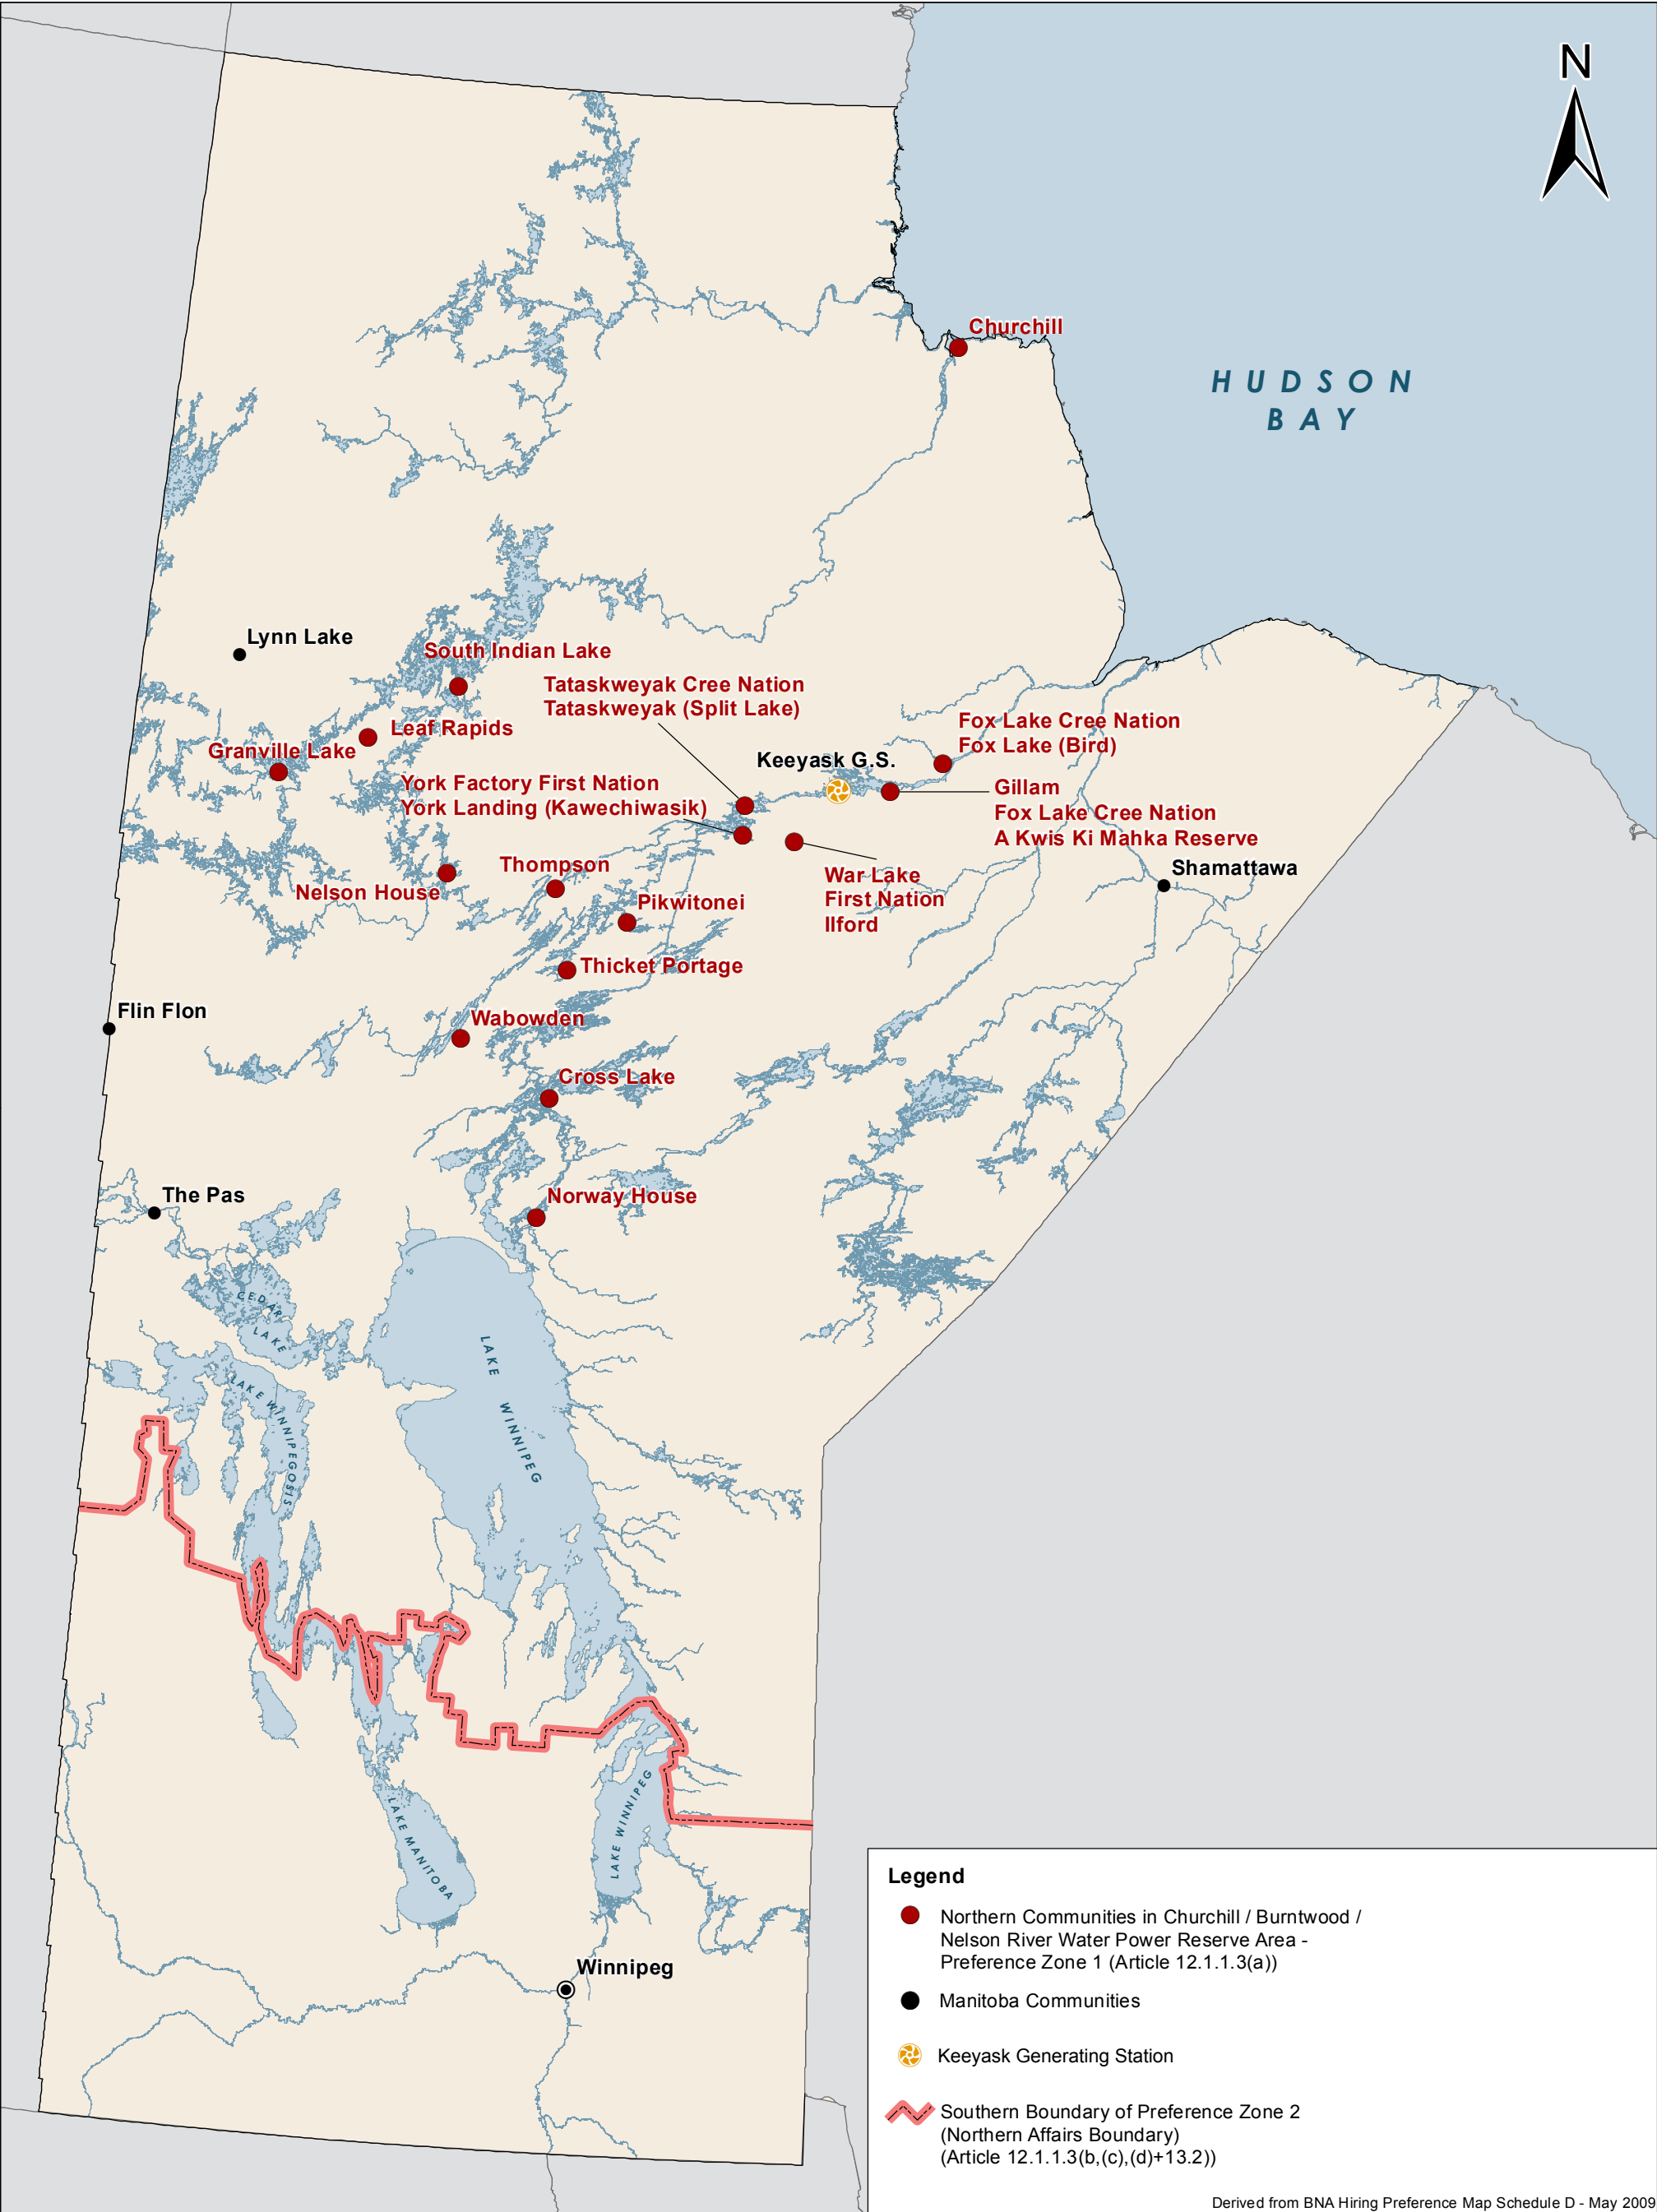 N
Churchill
HUDSON
BAY
Lynn Lake
South Indian Lake
Tataskweyak Cree Nation
Tataskweyak (Split Lake)
Leaf Rapids
Granville Lake
Fox Lake Cree Nation
Fox Lake (Bird)
Keeyask G.S.
York Factory First Nation
York Landing (Kawechiwasik)
Gillam
Fox Lake Cree Nation
A Kwis Ki Mahka Reserve
Thompson
Nelson House
War Lake
First Nation
Ilford
Shamattawa
Pikwitonei
Thicket Portage
Flin Flon
Wabowden
Cross Lake
The Pas
Norway House
CEDAR
LAKE
LAKE WINNIPEG
LAKE WINNIPEGOSIS
LAKE MANITOBA
LAKE WINNIPEG
Winnipeg
Legend
Northern Communities in Churchill / Burntwood /
Nelson River Water Power Reserve Area -
Preference Zone 1 (Article 12.1.1.3(a))
Manitoba Communities
Keeyask Generating Station
Southern Boundary of Preference Zone 2
(Northern Affairs Boundary)
(Article 12.1.1.3(b,(c),(d)+13.2))
Derived from BNA Hiring Preference Map Schedule D - May 2009